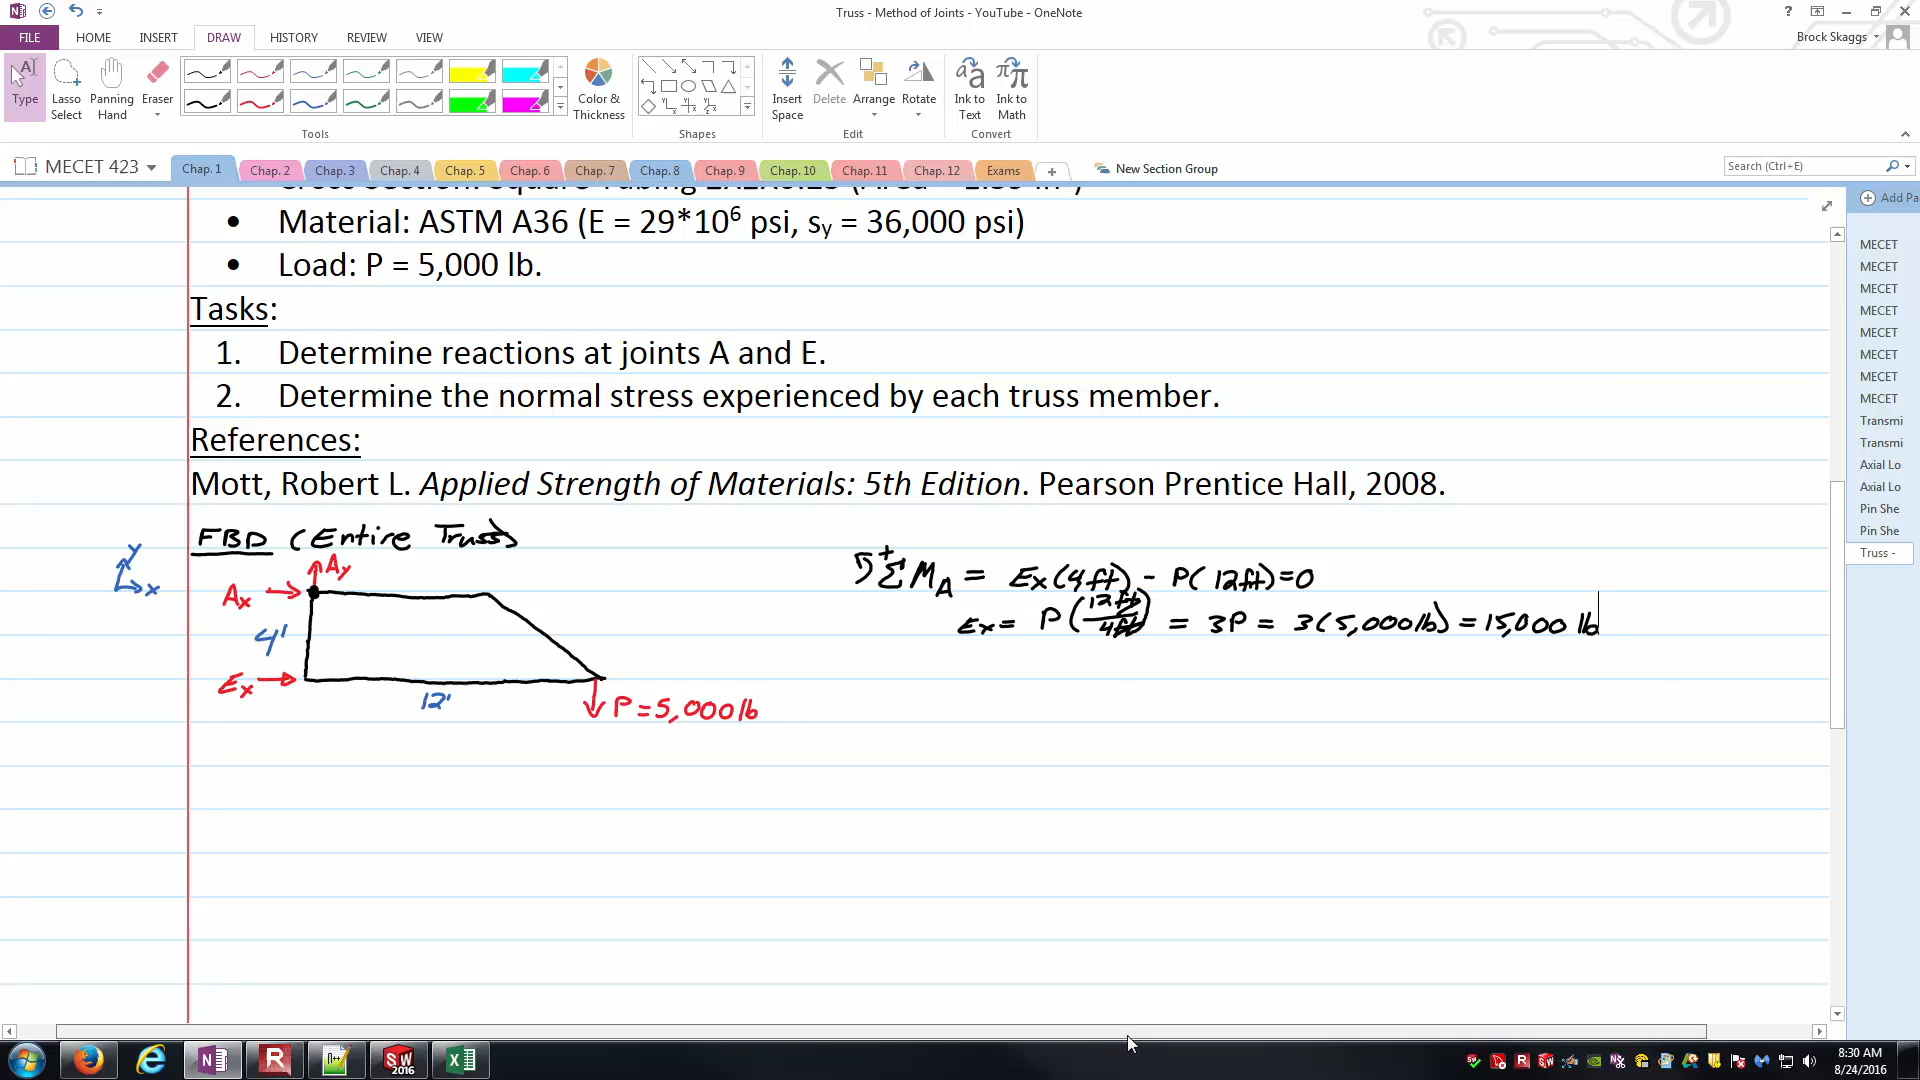 Truss - Method of Joints - YouTube - OneNote
Brock Skaggs
FILE HOME INSERT DRAW HISTORY REVIEW VIEW
Type
Lasso Select
Panning Hand
Eraser
Color & Thickness
Insert Space
Delete
Arrange
Rotate
Ink to Text
Ink to Math
Tools Shapes Edit Convert
MECET 423
Chap. 1 Chap. 2 Chap. 3 Chap. 4 Chap. 5 Chap. 6 Chap. 7 Chap. 8 Chap. 9 Chap. 10 Chap. 11 Chap. 12 Exams
New Section Group
Search (Ctrl+E)
Add Pa
MECET
MECET
MECET
MECET
MECET
MECET
MECET
MECET
Transmi
Transmi
Axial Lo
Axial Lo
Pin She
Pin She
Truss -
• Material: ASTM A36 (E = 29*10⁶ psi, sy = 36,000 psi)
• Load: P = 5,000 lb.
Tasks:
1. Determine reactions at joints A and E.
2. Determine the normal stress experienced by each truss member.
References:
Mott, Robert L. Applied Strength of Materials: 5th Edition. Pearson Prentice Hall, 2008.
FBD (Entire Truss)
y
x
Ay
Ax
4'
Ex
12'
P = 5,000 lb
+ ΣMA = Ex(4ft) - P(12ft) = 0
Ex = P(12ft/4ft) = 3P = 3(5,000lb) = 15,000 lb
8:30 AM
8/24/2016